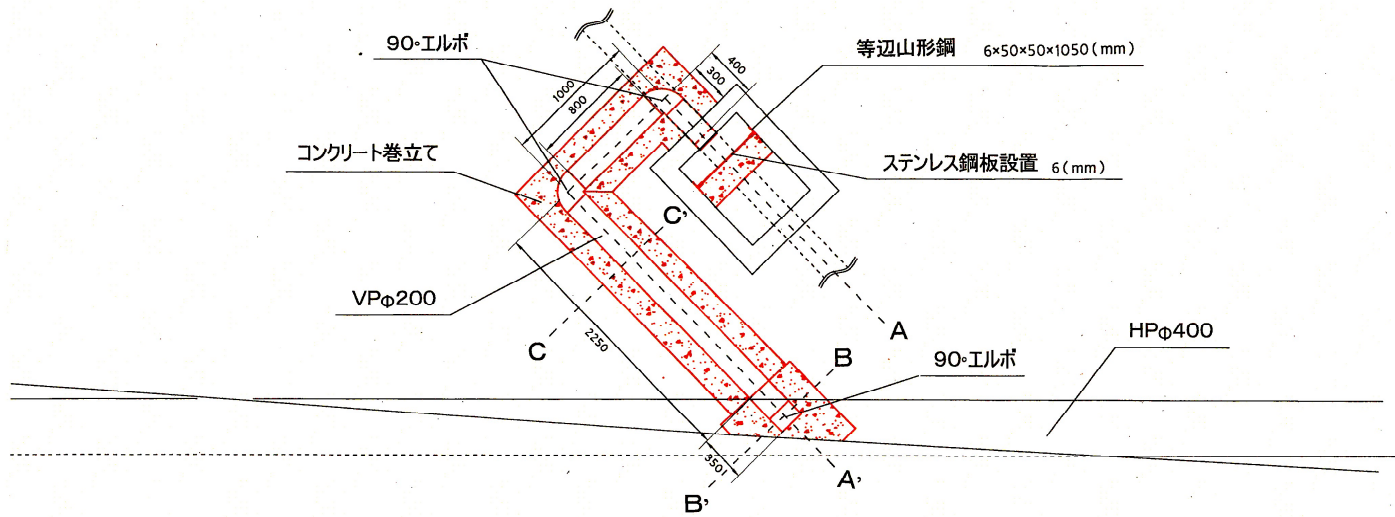 90°エルボ
等辺山形鋼 6×50×50×1050(mm)
400
300
1000
800
コンクリート巻立て
ステンレス鋼板設置 6(mm)
C'
VPΦ200
2250
C
A
HPΦ400
B
90°エルボ
350
A'
B'